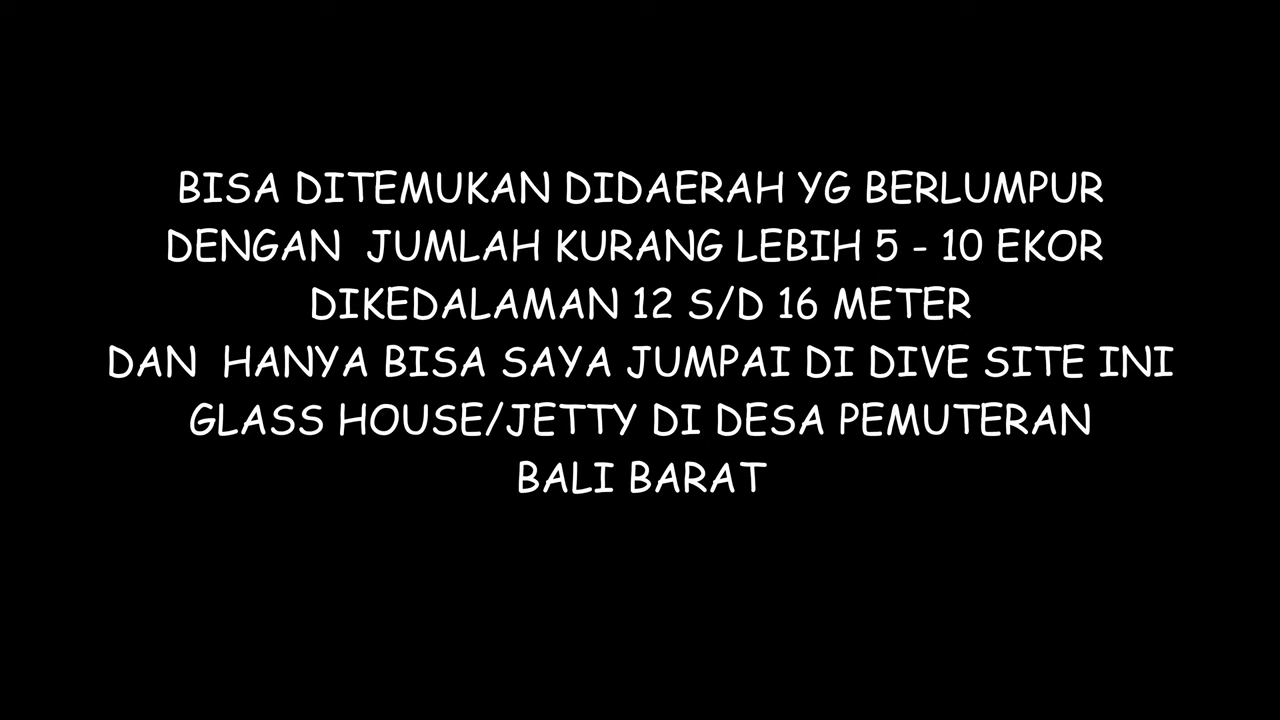 BISA DITEMUKAN DIDAERAH YG BERLUMPUR
DENGAN JUMLAH KURANG LEBIH 5 - 10 EKOR
DIKEDALAMAN 12 S/D 16 METER
DAN HANYA BISA SAYA JUMPAI DI DIVE SITE INI
GLASS HOUSE/JETTY DI DESA PEMUTERAN
BALI BARAT